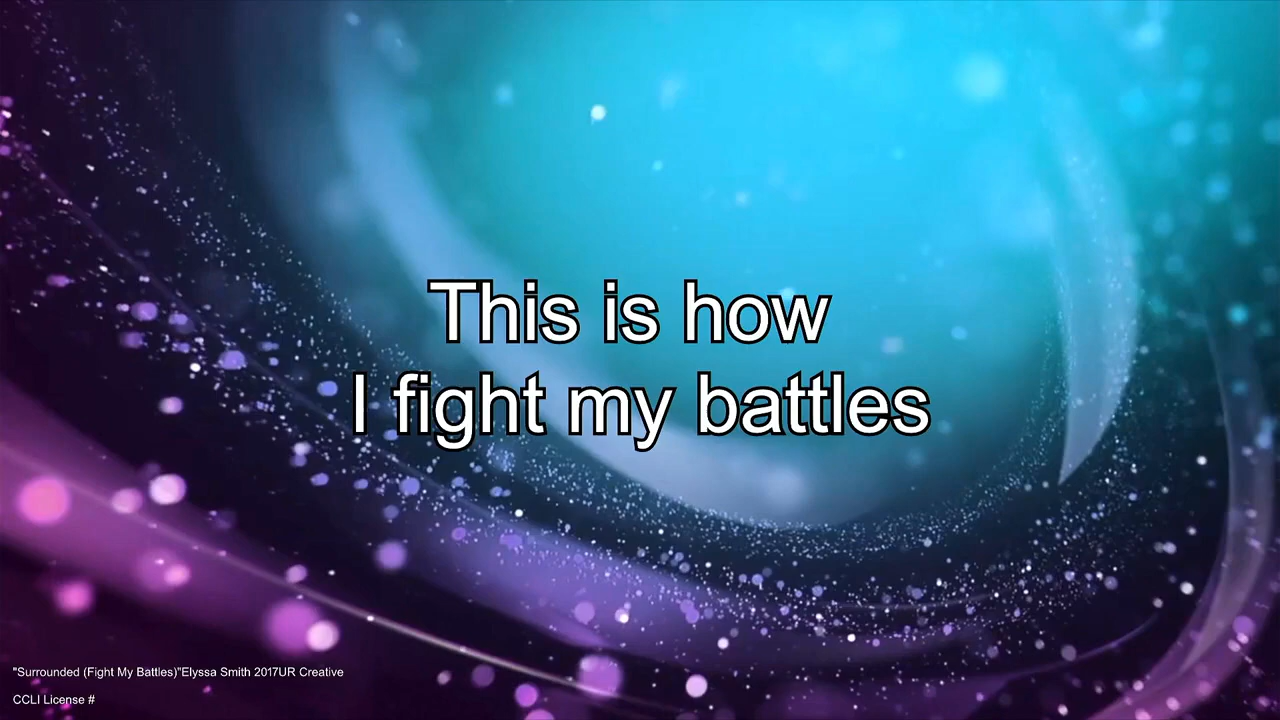 This is how
I fight my battles
"Surrounded (Fight My Battles)"Elyssa Smith 2017UR Creative
CCLI License #